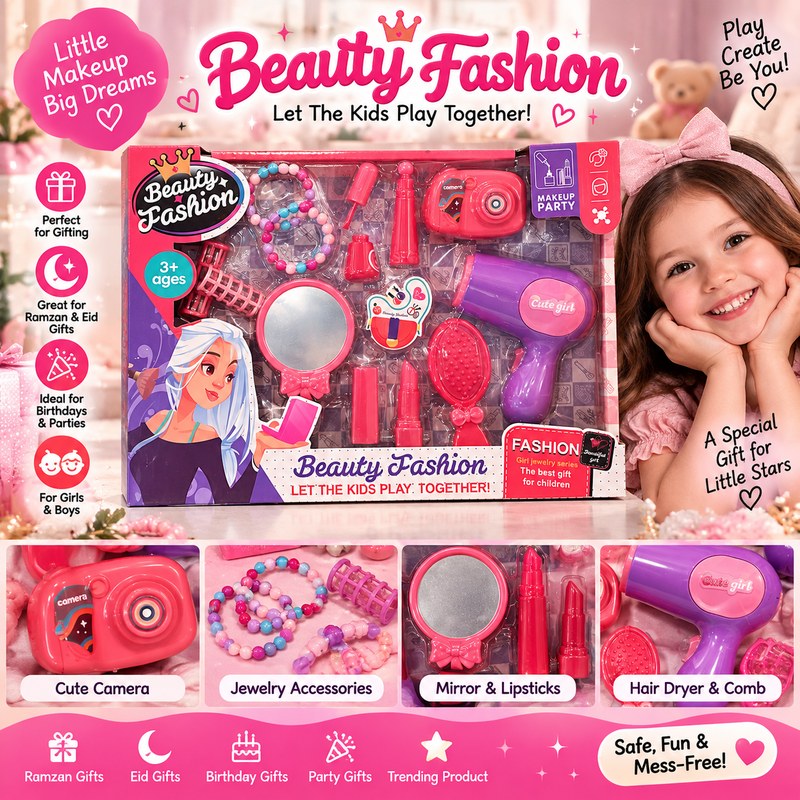 Little
Makeup
Big Dreams
Beauty Fashion
Let The Kids Play Together!
Play
Create
Be You!
Perfect
for Gifting
Great for
Ramzan & Eid
Gifts
Ideal for
Birthdays
& Parties
For Girls
& Boys
Beauty
Fashion
3+
ages
camera
MAKEUP
PARTY
Cute girl
Beauty Fashion
LET THE KIDS PLAY TOGETHER!
FASHION
Girl jewelry series
The best gift
for children
Beautiful
girl
A Special
Gift for
Little Stars
camera
Cute girl
Cute Camera
Jewelry Accessories
Mirror & Lipsticks
Hair Dryer & Comb
Ramzan Gifts
Eid Gifts
Birthday Gifts
Party Gifts
Trending Product
Safe, Fun &
Mess-Free!